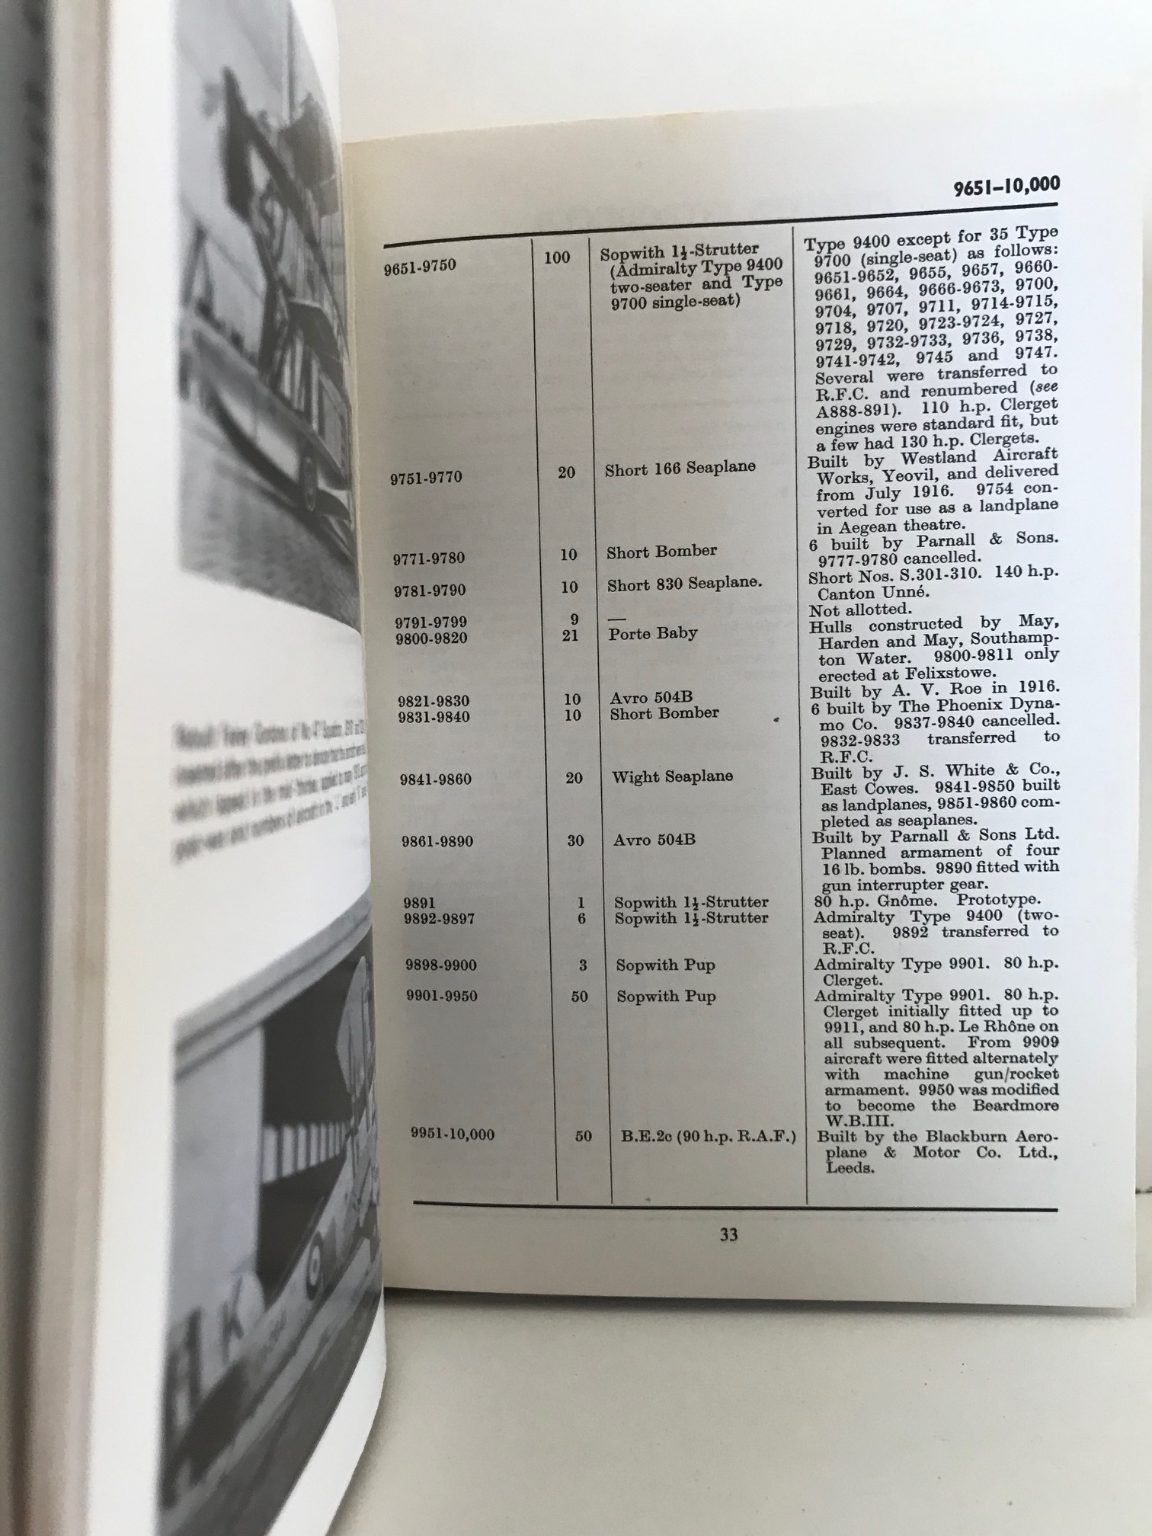 9651-10,000
9651-9750 100 Sopwith 1½-Strutter Type 9400 except for 35 Type
(Admiralty Type 9400 9700 (single-seat) as follows:
two-seater and Type 9651-9652, 9655, 9657, 9660-
9700 single-seat) 9661, 9664, 9666-9673, 9700,
9704, 9707, 9711, 9714-9715,
9718, 9720, 9723-9724, 9727,
9729, 9732-9733, 9736, 9738,
9741-9742, 9745 and 9747.
Several were transferred to
R.F.C. and renumbered (see
A888-891). 110 h.p. Clerget
engines were standard fit, but
a few had 130 h.p. Clergets.
9751-9770 20 Short 166 Seaplane Built by Westland Aircraft
Works, Yeovil, and delivered
from July 1916. 9754 con-
verted for use as a landplane
in Aegean theatre.
9771-9780 10 Short Bomber 6 built by Parnall & Sons.
9777-9780 cancelled.
9781-9790 10 Short 830 Seaplane. Short Nos. S.301-310. 140 h.p.
Canton Unné.
9791-9799 9 — Not allotted.
9800-9820 21 Porte Baby Hulls constructed by May,
Harden and May, Southamp-
ton Water. 9800-9811 only
erected at Felixstowe.
9821-9830 10 Avro 504B Built by A. V. Roe in 1916.
9831-9840 10 Short Bomber 6 built by The Phoenix Dyna-
mo Co. 9837-9840 cancelled.
9832-9833 transferred to
R.F.C.
9841-9860 20 Wight Seaplane Built by J. S. White & Co.,
East Cowes. 9841-9850 built
as landplanes, 9851-9860 com-
pleted as seaplanes.
9861-9890 30 Avro 504B Built by Parnall & Sons Ltd.
Planned armament of four
16 lb. bombs. 9890 fitted with
gun interrupter gear.
9891 1 Sopwith 1½-Strutter 80 h.p. Gnôme. Prototype.
9892-9897 6 Sopwith 1½-Strutter Admiralty Type 9400 (two-
seat). 9892 transferred to
R.F.C.
9898-9900 3 Sopwith Pup Admiralty Type 9901. 80 h.p.
Clerget.
9901-9950 50 Sopwith Pup Admiralty Type 9901. 80 h.p.
Clerget initially fitted up to
9911, and 80 h.p. Le Rhône on
all subsequent. From 9909
aircraft were fitted alternately
with machine gun/rocket
armament. 9950 was modified
to become the Beardmore
W.B.III.
9951-10,000 50 B.E.2c (90 h.p. R.A.F.) Built by the Blackburn Aero-
plane & Motor Co. Ltd.,
Leeds.
33